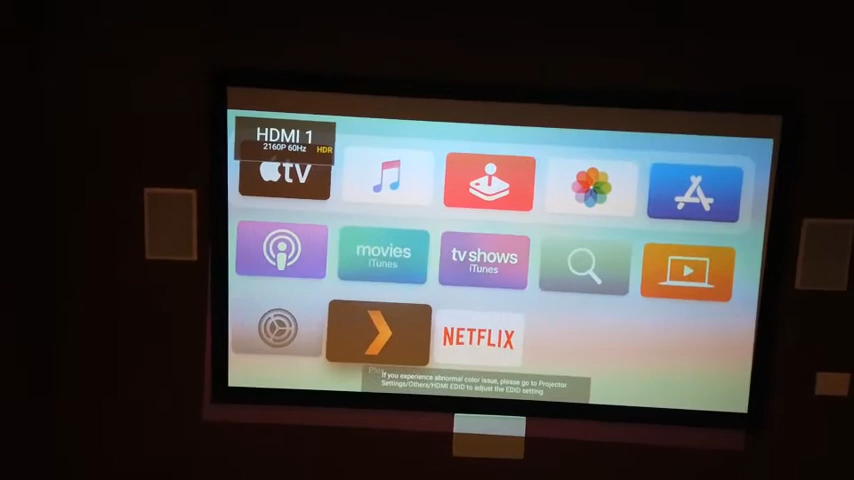 HDMI 1
2160P 60Hz HDR
tv
movies
iTunes
tv shows
iTunes
NETFLIX
If you experience abnormal color issue, please go to Projector
Settings/Others/HDMI EDID to adjust the EDID setting